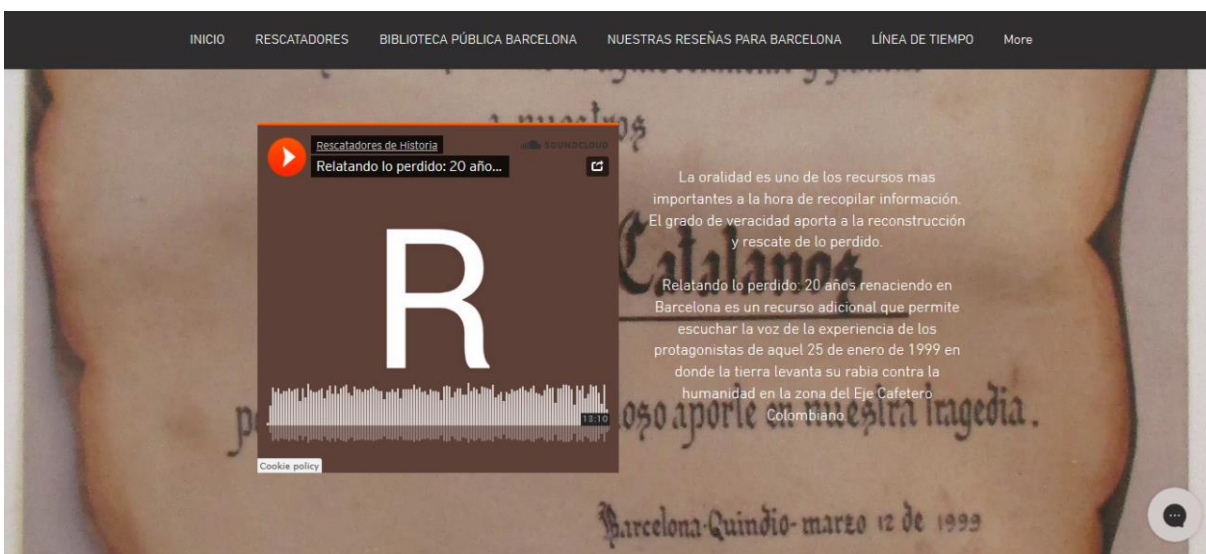 INICIO RESCATADORES BIBLIOTECA PÚBLICA BARCELONA NUESTRAS RESEÑAS PARA BARCELONA LÍNEA DE TIEMPO More
a nuestros
Rescatadores de Historia
SOUNDCLOUD
Relatando lo perdido: 20 año...
R
13:10
Cookie policy
La oralidad es uno de los recursos mas
importantes a la hora de recopilar información.
El grado de veracidad aporta a la reconstrucción
y rescate de lo perdido.
Relatando lo perdido: 20 años renaciendo en
Barcelona es un recurso adicional que permite
escuchar la voz de la experiencia de los
protagonistas de aquel 25 de enero de 1999 en
donde la tierra levanta su rabia contra la
humanidad en la zona del Eje Cafetero
Colombiano.
Catalanos
aporte en nuestra tragedia.
Barcelona-Quindio-marzo 12 de 1999